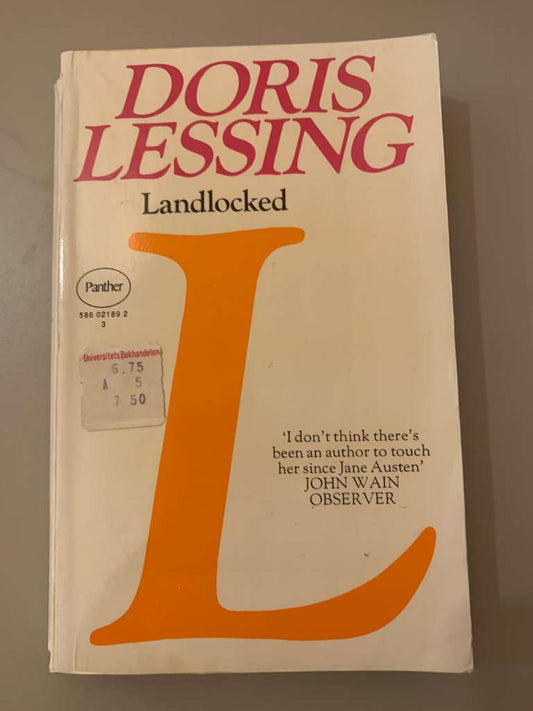 DORIS
LESSING
Landlocked
Panther
586 02189 2
3
Universitets Bokhandelen
6.75
A 5
7 50
'I don't think there's
been an author to touch
her since Jane Austen'
JOHN WAIN
OBSERVER
L